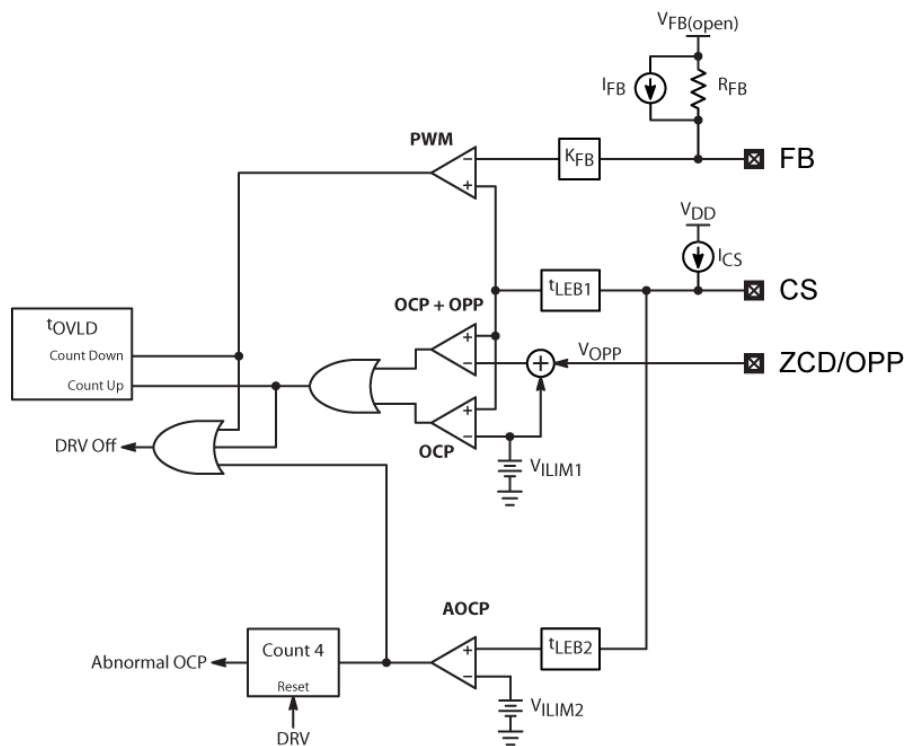 VFB(open)
IFB
RFB
PWM
−
+
KFB
FB
VDD
ICS
tLEB1
CS
OCP + OPP
+
−
VOPP
+
ZCD/OPP
tOVLD
Count Down
Count Up
+
−
OCP
VILIM1
DRV Off
AOCP
+
−
tLEB2
Abnormal OCP
Count 4
Reset
VILIM2
DRV